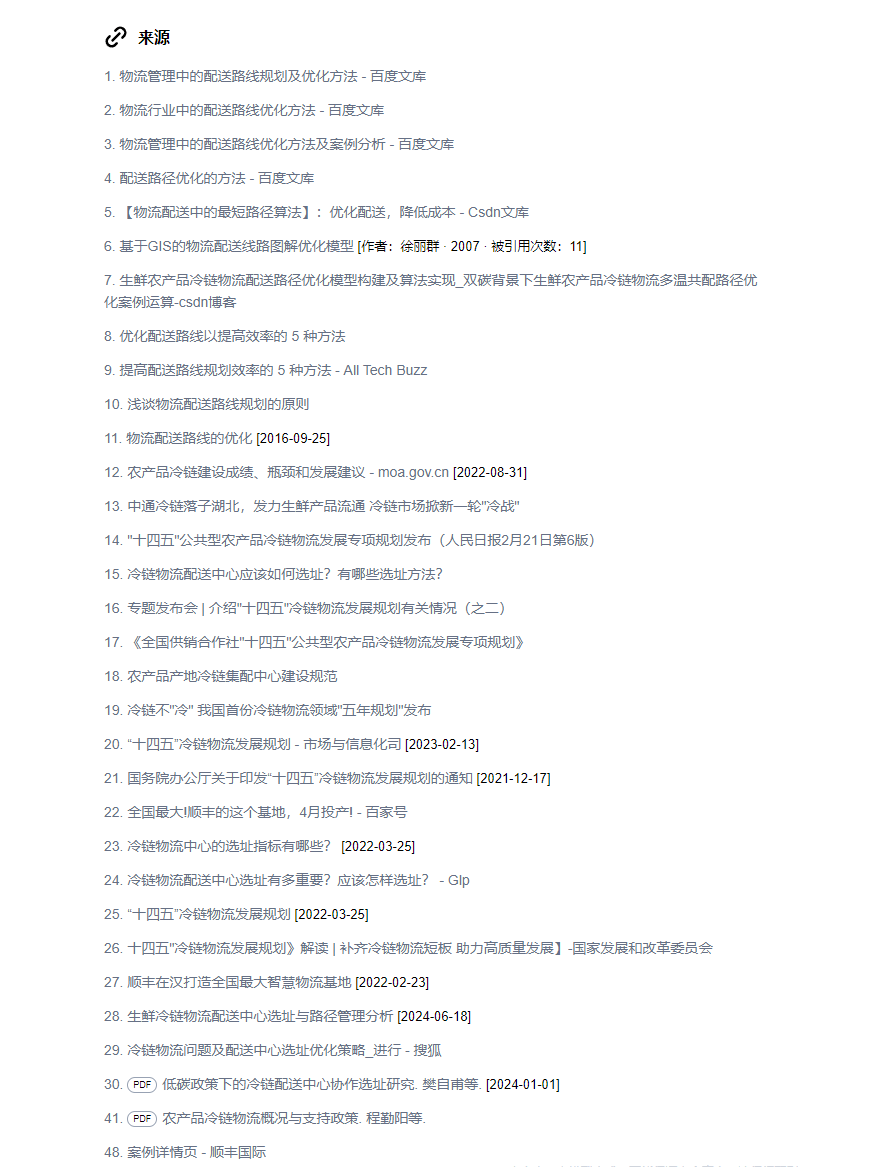 来源
1. 物流管理中的配送路线规划及优化方法 - 百度文库
2. 物流行业中的配送路线优化方法 - 百度文库
3. 物流管理中的配送路线优化方法及案例分析 - 百度文库
4. 配送路径优化的方法 - 百度文库
5. 【物流配送中的最短路径算法】：优化配送，降低成本 - Csdn文库
6. 基于GIS的物流配送线路图解优化模型 [作者：徐丽群 · 2007 · 被引用次数：11]
7. 生鲜农产品冷链物流配送路径优化模型构建及算法实现_双碳背景下生鲜农产品冷链物流多温共配路径优
化案例运算-csdn博客
8. 优化配送路线以提高效率的 5 种方法
9. 提高配送路线规划效率的 5 种方法 - All Tech Buzz
10. 浅谈物流配送路线规划的原则
11. 物流配送路线的优化 [2016-09-25]
12. 农产品冷链建设成绩、瓶颈和发展建议 - moa.gov.cn [2022-08-31]
13. 中通冷链落子湖北，发力生鲜产品流通 冷链市场掀新一轮"冷战"
14. "十四五"公共型农产品冷链物流发展专项规划发布（人民日报2月21日第6版）
15. 冷链物流配送中心应该如何选址？有哪些选址方法？
16. 专题发布会 | 介绍"十四五"冷链物流发展规划有关情况（之二）
17. 《全国供销合作社"十四五"公共型农产品冷链物流发展专项规划》
18. 农产品产地冷链集配中心建设规范
19. 冷链不"冷" 我国首份冷链物流领域"五年规划"发布
20. “十四五”冷链物流发展规划 - 市场与信息化司 [2023-02-13]
21. 国务院办公厅关于印发“十四五”冷链物流发展规划的通知 [2021-12-17]
22. 全国最大!顺丰的这个基地，4月投产! - 百家号
23. 冷链物流中心的选址指标有哪些？ [2022-03-25]
24. 冷链物流配送中心选址有多重要？应该怎样选址？ - Glp
25. “十四五”冷链物流发展规划 [2022-03-25]
26. 十四五"冷链物流发展规划》解读 | 补齐冷链物流短板 助力高质量发展】-国家发展和改革委员会
27. 顺丰在汉打造全国最大智慧物流基地 [2022-02-23]
28. 生鲜冷链物流配送中心选址与路径管理分析 [2024-06-18]
29. 冷链物流问题及配送中心选址优化策略_进行 - 搜狐
30. PDF 低碳政策下的冷链配送中心协作选址研究. 樊自甫等. [2024-01-01]
41. PDF 农产品冷链物流概况与支持政策. 程勤阳等.
48. 案例详情页 - 顺丰国际